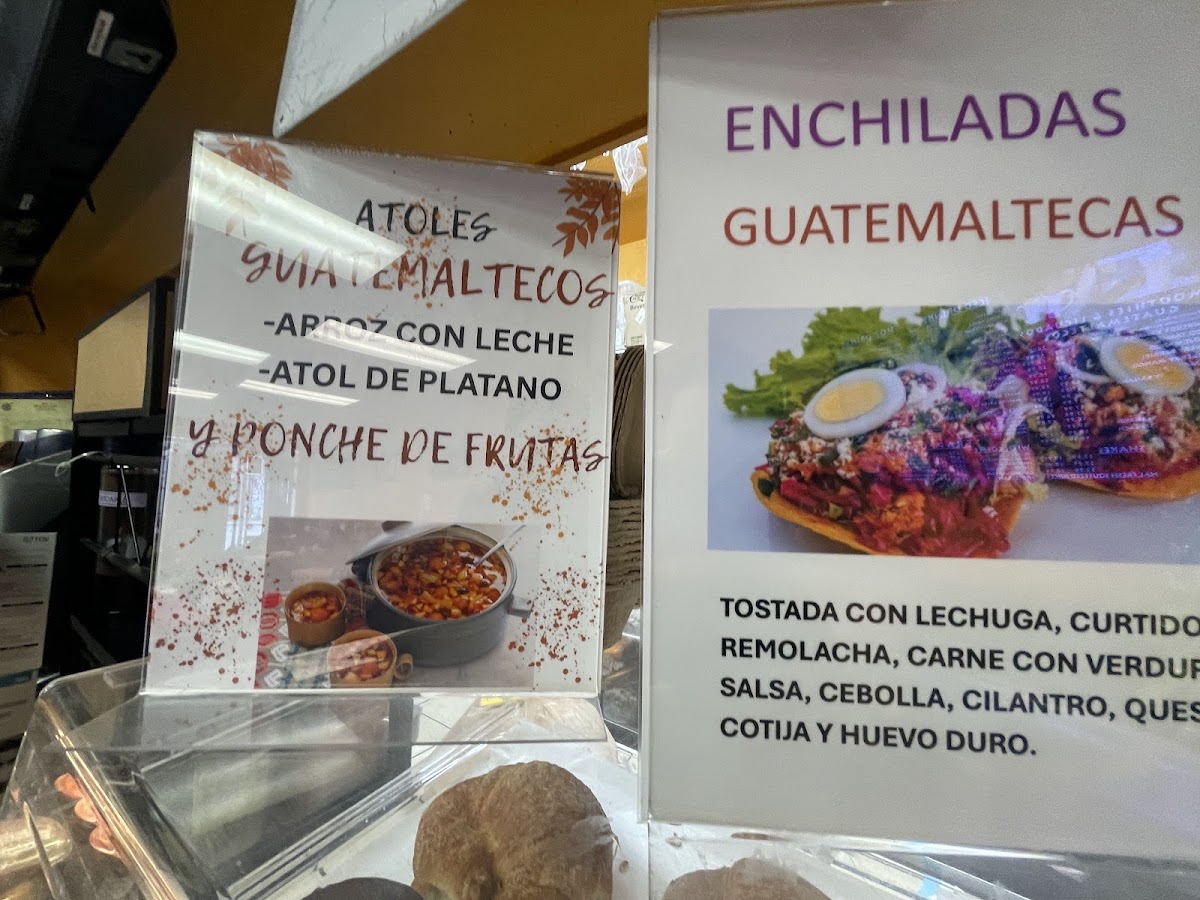 ATOLES
GUATEMALTECOS
-ARROZ CON LECHE
-ATOL DE PLATANO
Y PONCHE DE FRUTAS
ENCHILADAS
GUATEMALTECAS
TOSTADA CON LECHUGA, CURTIDO
REMOLACHA, CARNE CON VERDUR
SALSA, CEBOLLA, CILANTRO, QUES
COTIJA Y HUEVO DURO.